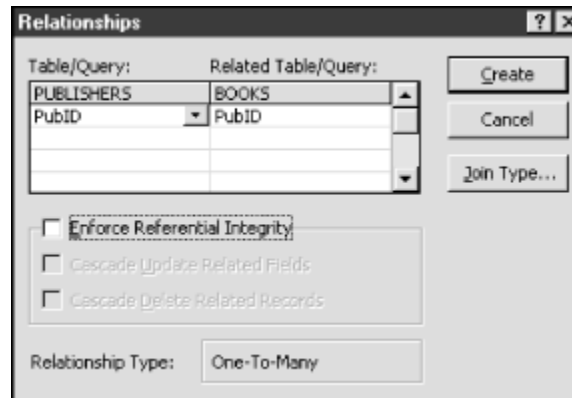 Relationships
Table/Query: Related Table/Query:
PUBLISHERS BOOKS
PubID PubID
Create
Cancel
Join Type...
Enforce Referential Integrity
Cascade Update Related Fields
Cascade Delete Related Records
Relationship Type: One-To-Many